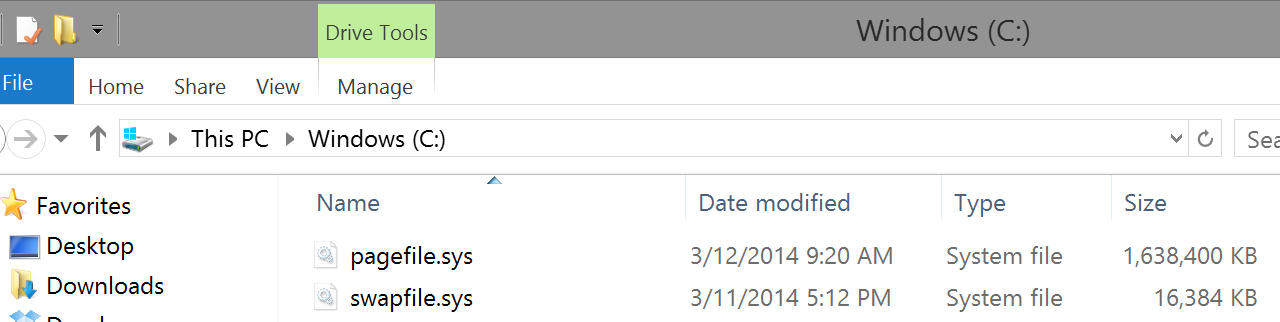 Drive Tools Windows (C:)
File Home Share View Manage
This PC Windows (C:) Sea
Favorites Name Date modified Type Size
Desktop pagefile.sys 3/12/2014 9:20 AM System file 1,638,400 KB
Downloads swapfile.sys 3/11/2014 5:12 PM System file 16,384 KB